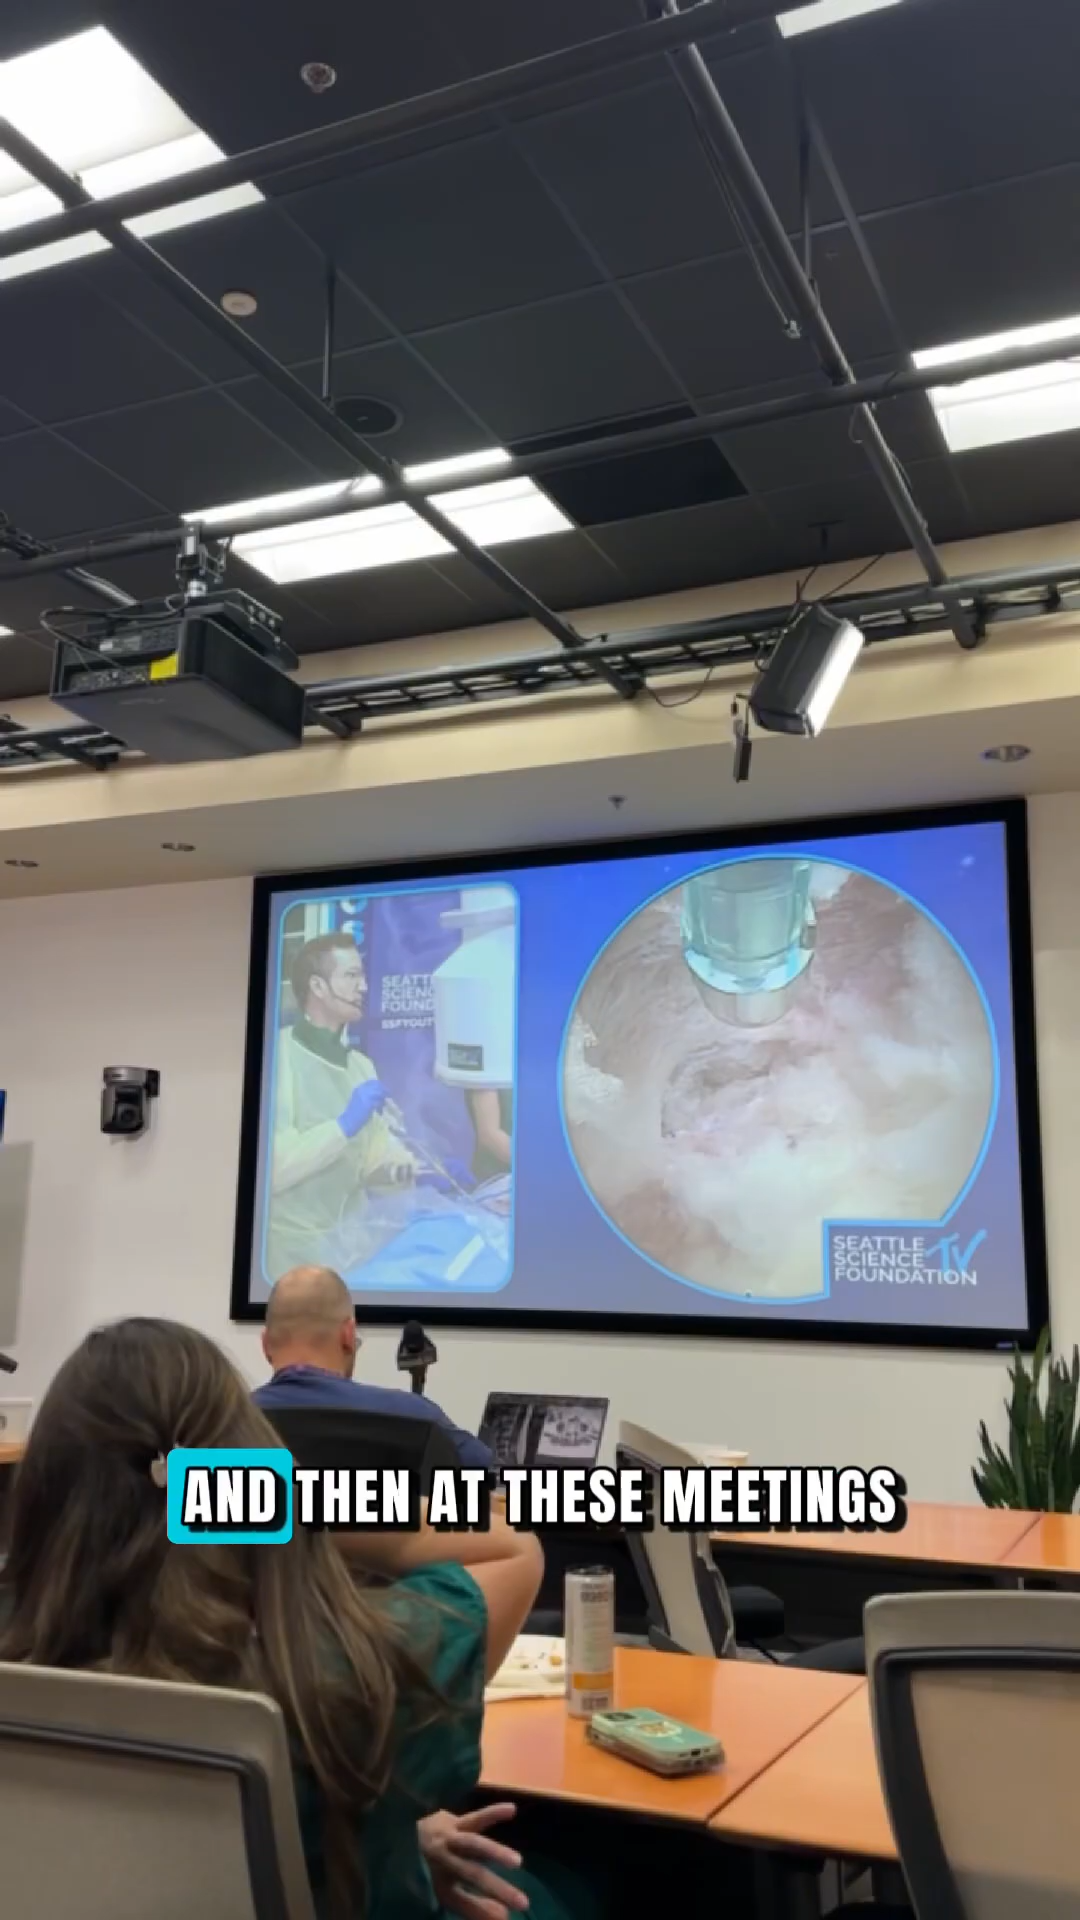 SEATTLE
SCIENCE
FOUNDATION
TV
AND THEN AT THESE MEETINGS